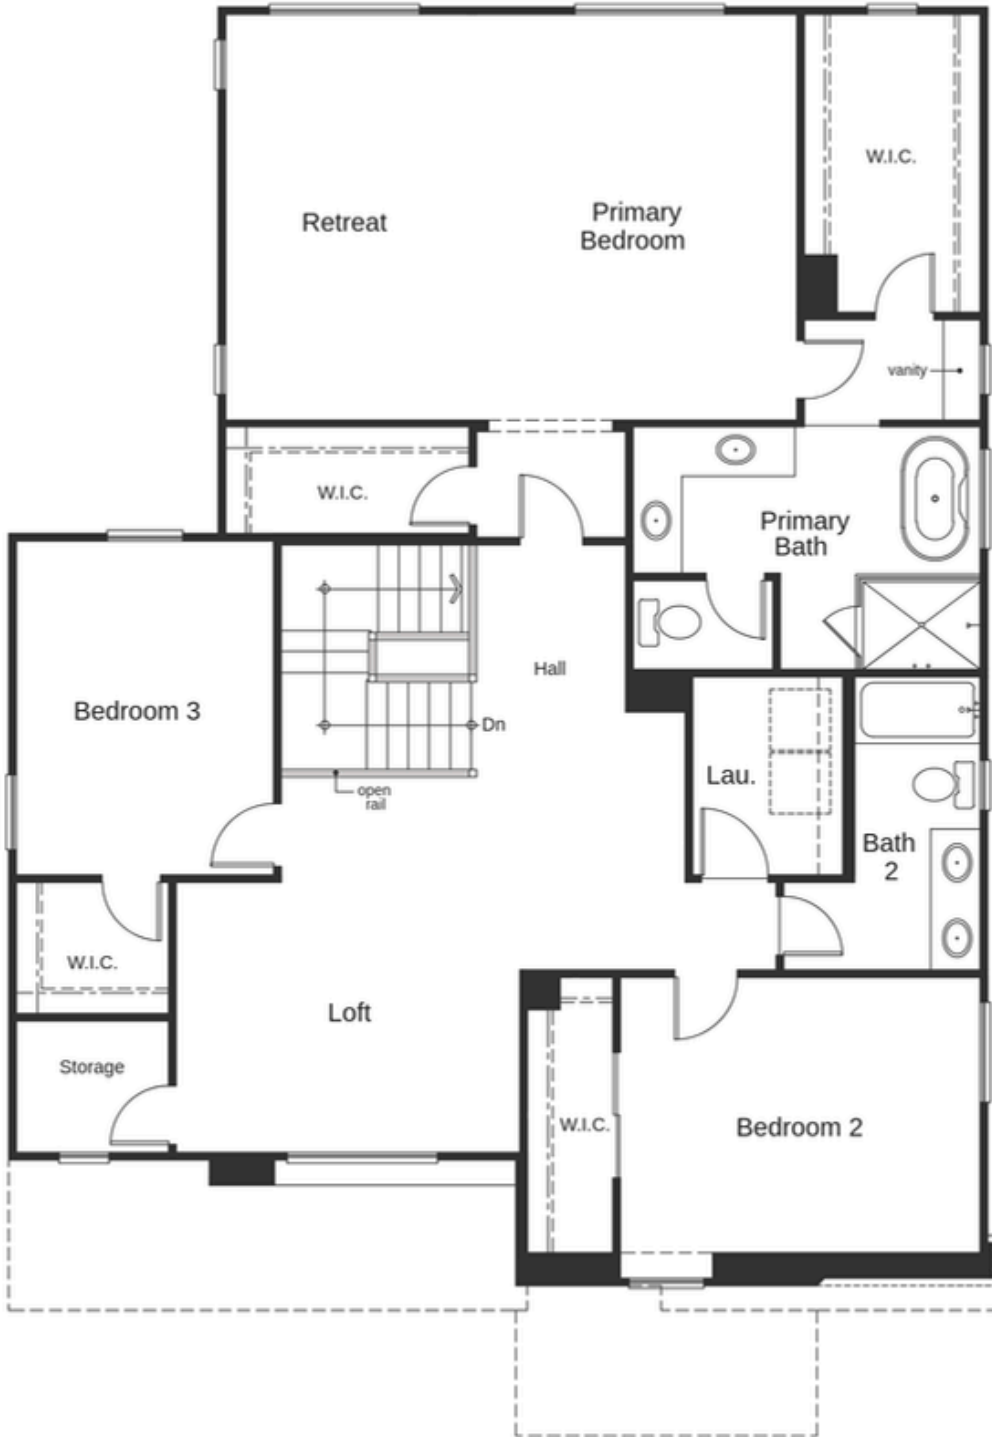 W.I.C.
Retreat
Primary
Bedroom
vanity
W.I.C.
Primary
Bath
Hall
Bedroom 3
Dn
open
rail
Lau.
Bath
2
W.I.C.
Loft
Storage
W.I.C.
Bedroom 2